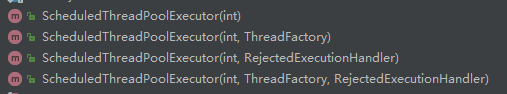 ScheduledThreadPoolExecutor(int)
ScheduledThreadPoolExecutor(int, ThreadFactory)
ScheduledThreadPoolExecutor(int, RejectedExecutionHandler)
ScheduledThreadPoolExecutor(int, ThreadFactory, RejectedExecutionHandler)